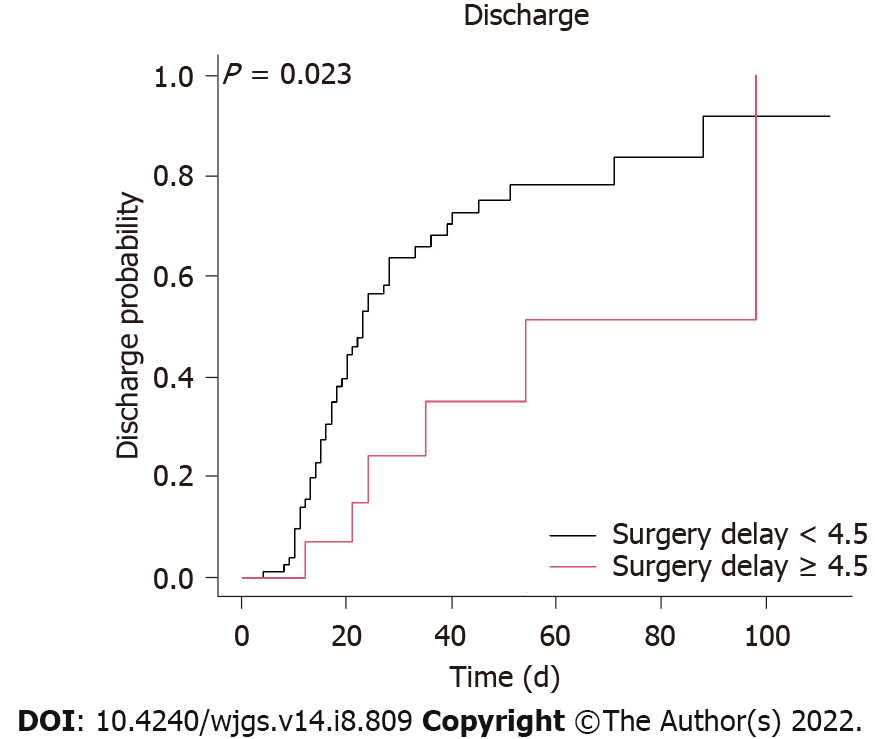 Discharge
P = 0.023
1.0
0.8
0.6
0.4
0.2
0.0
Discharge probability
Surgery delay < 4.5
Surgery delay ≥ 4.5
0 20 40 60 80 100
Time (d)
DOI: 10.4240/wjgs.v14.i8.809 Copyright ©The Author(s) 2022.